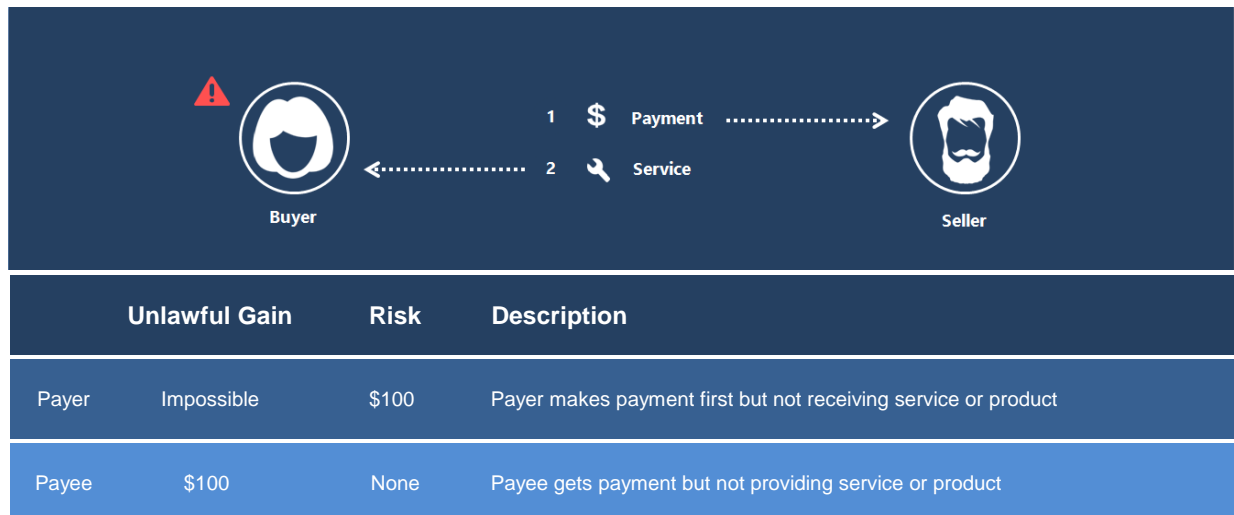 1 $ Payment
2 Service
Buyer
Seller
Unlawful Gain Risk Description
Payer Impossible $100 Payer makes payment first but not receiving service or product
Payee $100 None Payee gets payment but not providing service or product